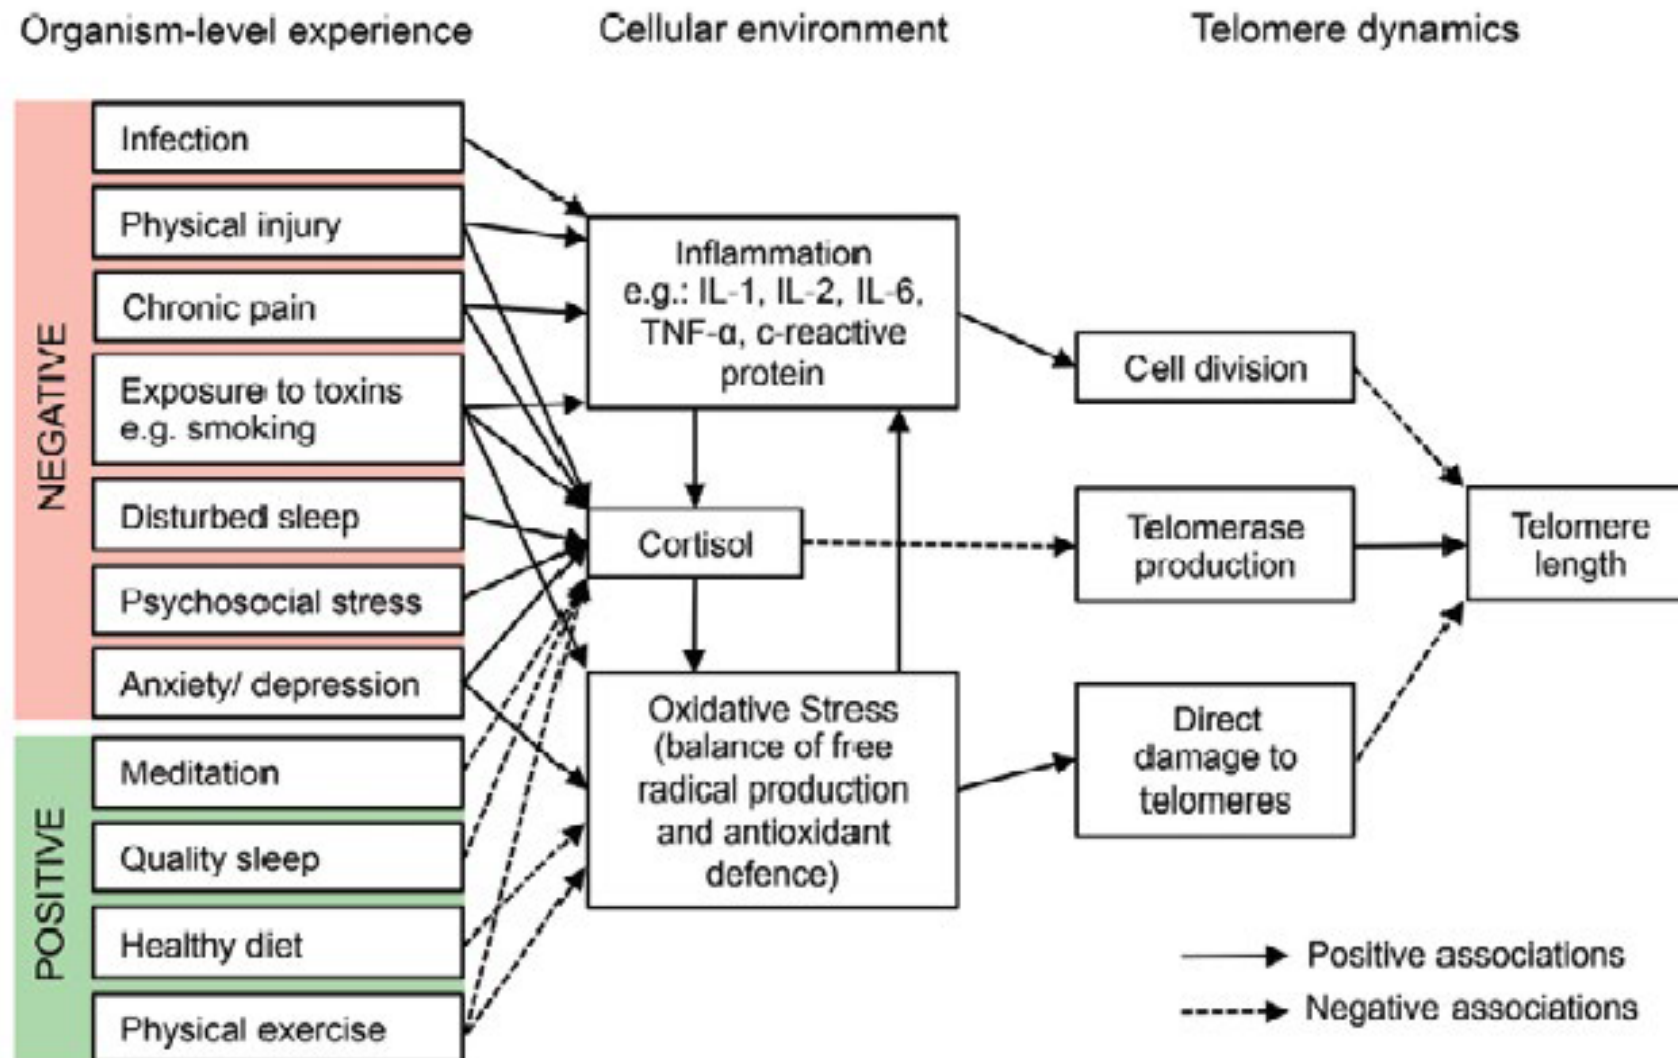 Organism-level experience
Cellular environment
Telomere dynamics
NEGATIVE
Infection
Physical injury
Chronic pain
Exposure to toxins
e.g. smoking
Disturbed sleep
Psychosocial stress
Anxiety/ depression
POSITIVE
Meditation
Quality sleep
Healthy diet
Physical exercise
Inflammation
e.g.: IL-1, IL-2, IL-6,
TNF-α, c-reactive
protein
Cortisol
Oxidative Stress
(balance of free
radical production
and antioxidant
defence)
Cell division
Telomerase
production
Direct
damage to
telomeres
Telomere
length
Positive associations
Negative associations